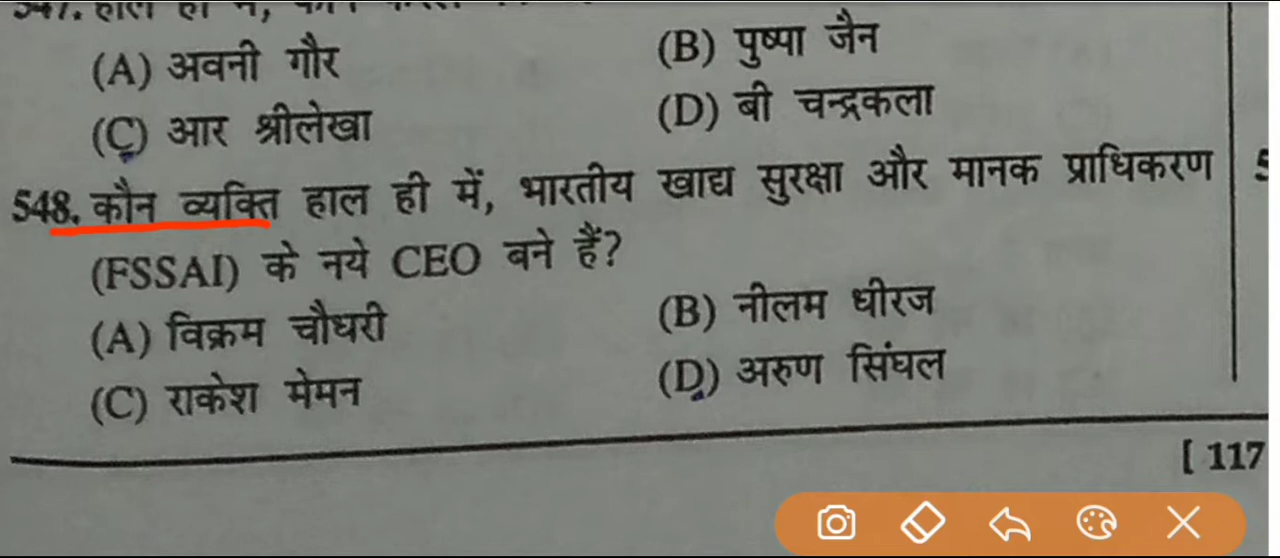 547. हाल ही में,
(A) अवनी गौर (B) पुष्पा जैन
(C) आर श्रीलेखा (D) बी चन्द्रकला
548. कौन व्यक्ति हाल ही में, भारतीय खाद्य सुरक्षा और मानक प्राधिकरण
(FSSAI) के नये CEO बने हैं?
(A) विक्रम चौधरी (B) नीलम धीरज
(C) राकेश मेमन (D) अरुण सिंघल
[ 117